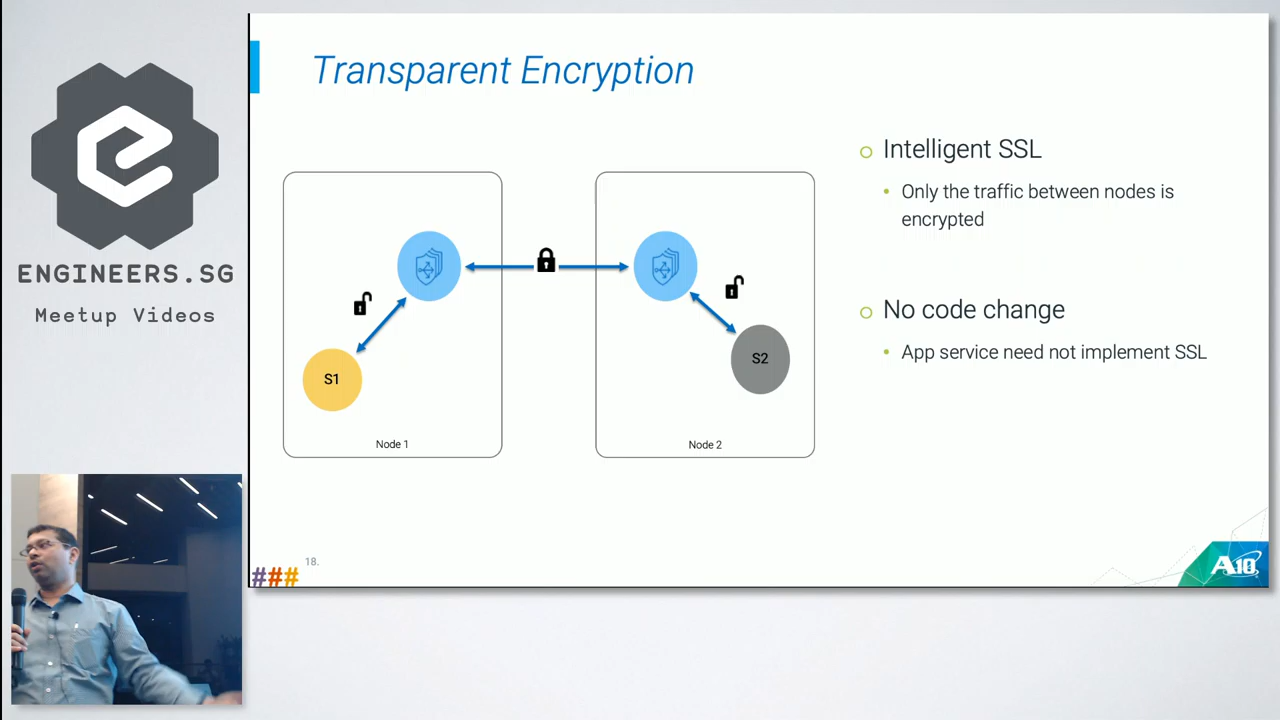 ENGINEERS.SG
Meetup Videos
Transparent Encryption
Intelligent SSL
Only the traffic between nodes is
encrypted
No code change
App service need not implement SSL
S1
S2
Node 1
Node 2
18.
###
A10